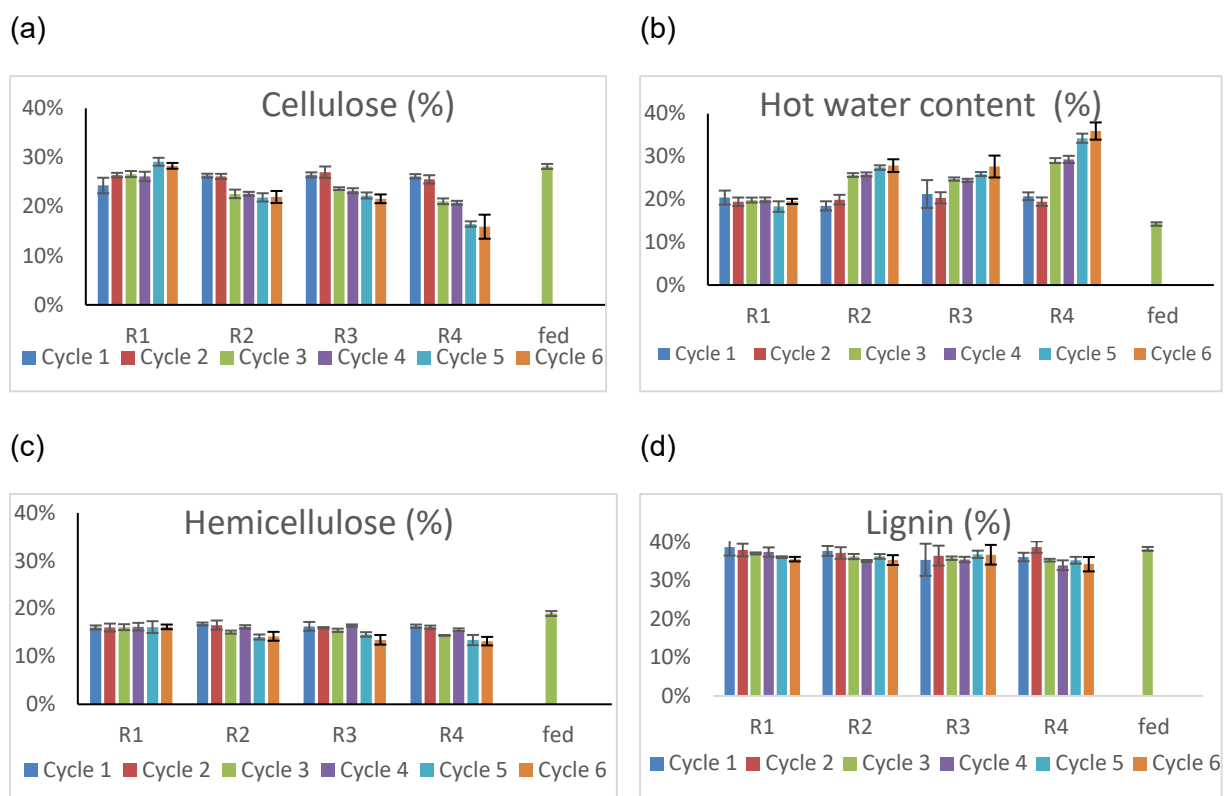 (a)
Cellulose (%)
40%
30%
20%
10%
0%
R1 R2 R3 R4 fed
Cycle 1 Cycle 2 Cycle 3 Cycle 4 Cycle 5 Cycle 6
(b)
Hot water content (%)
40%
30%
20%
10%
0%
R1 R2 R3 R4 fed
Cycle 1 Cycle 2 Cycle 3 Cycle 4 Cycle 5 Cycle 6
(c)
Hemicellulose (%)
40%
30%
20%
10%
0%
R1 R2 R3 R4 fed
Cycle 1 Cycle 2 Cycle 3 Cycle 4 Cycle 5 Cycle 6
(d)
Lignin (%)
40%
30%
20%
10%
0%
R1 R2 R3 R4 fed
Cycle 1 Cycle 2 Cycle 3 Cycle 4 Cycle 5 Cycle 6